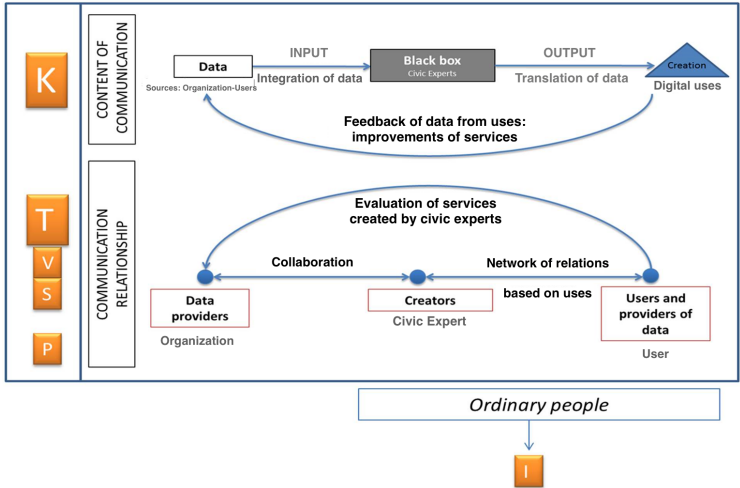 K
CONTENT OF
COMMUNICATION
INPUT
OUTPUT
Data
Black box
Civic Experts
Creation
Integration of data
Translation of data
Digital uses
Sources: Organization-Users
Feedback of data from uses:
improvements of services
T
V
S
P
COMMUNICATION
RELATIONSHIP
Evaluation of services
created by civic experts
Collaboration
Network of relations
based on uses
Data
providers
Organization
Creators
Civic Expert
Users and
providers of
data
User
Ordinary people
I